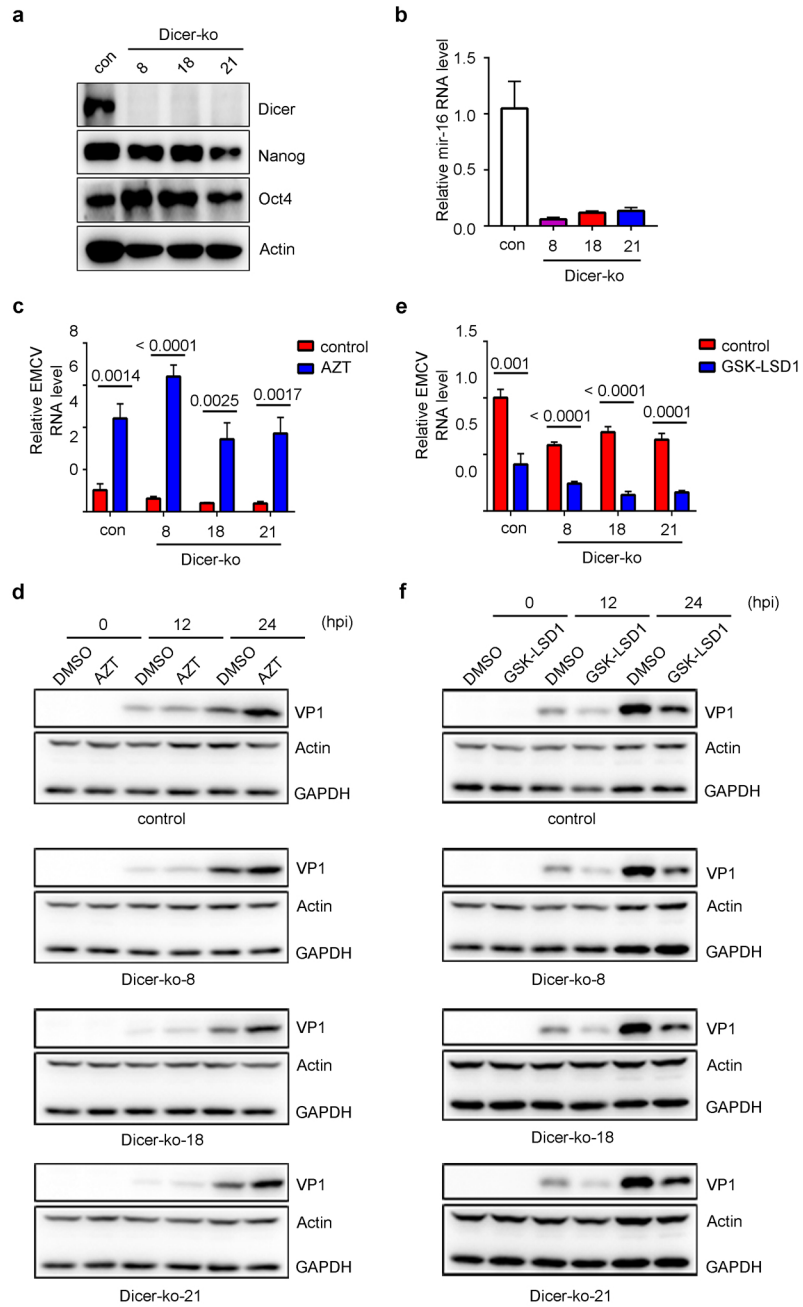 a
Dicer-ko
con 8 18 21
Dicer
Nanog
Oct4
Actin
b
Relative mir-16 RNA level
1.5
1.0
0.5
0.0
con 8 18 21
Dicer-ko
c
Relative EMCV
RNA level
8
6
4
2
0
0.0014
< 0.0001
0.0025
0.0017
control
AZT
con 8 18 21
Dicer-ko
e
Relative EMCV
RNA level
1.5
1.0
0.5
0.0
0.001
< 0.0001
< 0.0001
0.0001
control
GSK-LSD1
con 8 18 21
Dicer-ko
d
0 12 24 (hpi)
DMSO AZT DMSO AZT DMSO AZT
VP1
Actin
GAPDH
control
VP1
Actin
GAPDH
Dicer-ko-8
VP1
Actin
GAPDH
Dicer-ko-18
VP1
Actin
GAPDH
Dicer-ko-21
f
0 12 24 (hpi)
DMSO GSK-LSD1 DMSO GSK-LSD1 DMSO GSK-LSD1
VP1
Actin
GAPDH
control
VP1
Actin
GAPDH
Dicer-ko-8
VP1
Actin
GAPDH
Dicer-ko-18
VP1
Actin
GAPDH
Dicer-ko-21